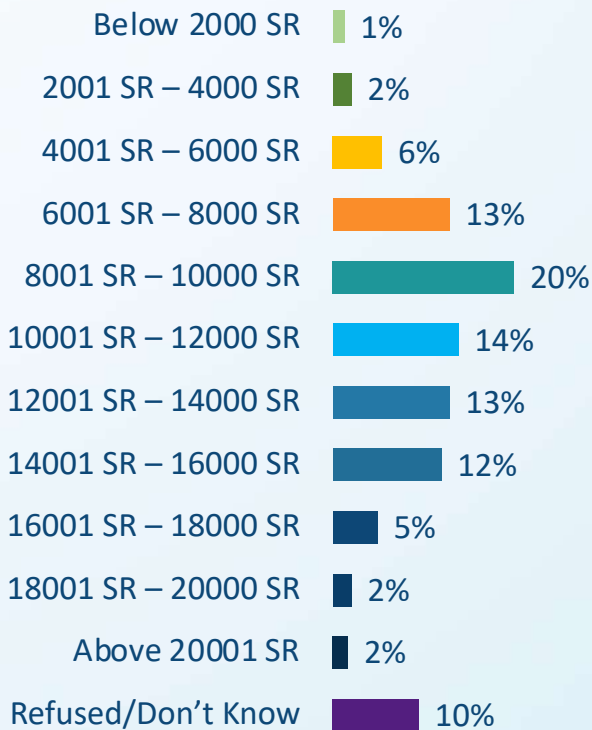 Below 2000 SR 1%
2001 SR – 4000 SR 2%
4001 SR – 6000 SR 6%
6001 SR – 8000 SR 13%
8001 SR – 10000 SR 20%
10001 SR – 12000 SR 14%
12001 SR – 14000 SR 13%
14001 SR – 16000 SR 12%
16001 SR – 18000 SR 5%
18001 SR – 20000 SR 2%
Above 20001 SR 2%
Refused/Don’t Know 10%